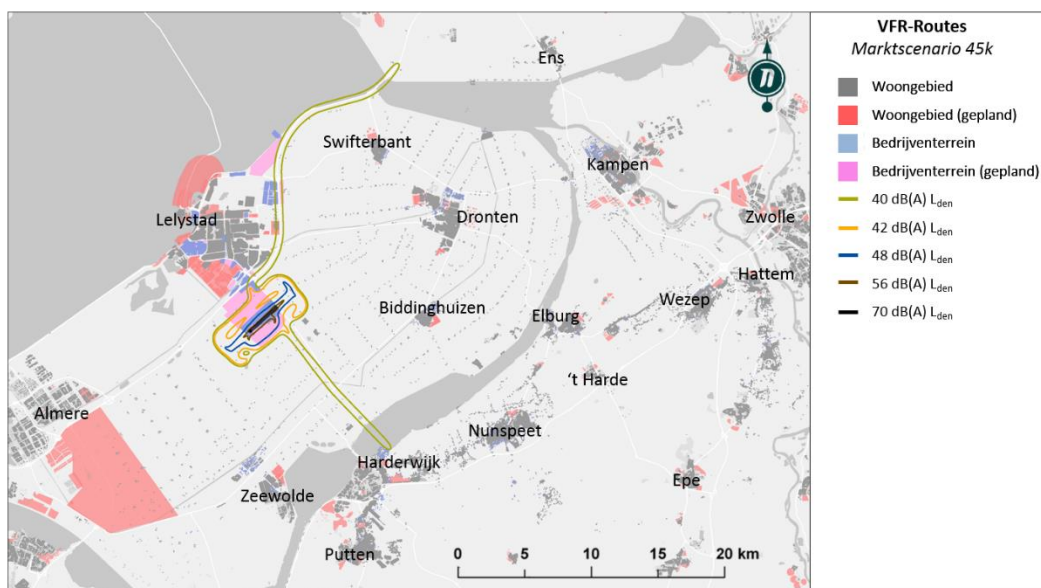 VFR-Routes
Marktscenario 45k
Woongebied
Woongebied (gepland)
Bedrijventerrein
Bedrijventerrein (gepland)
40 dB(A) Lden
42 dB(A) Lden
48 dB(A) Lden
56 dB(A) Lden
70 dB(A) Lden
Ens
Swifterbant
Kampen
Lelystad
Dronten
Zwolle
Hattem
Wezep
Biddinghuizen
Elburg
't Harde
Almere
Nunspeet
Harderwijk
Epe
Zeewolde
Putten
0 5 10 15 20 km